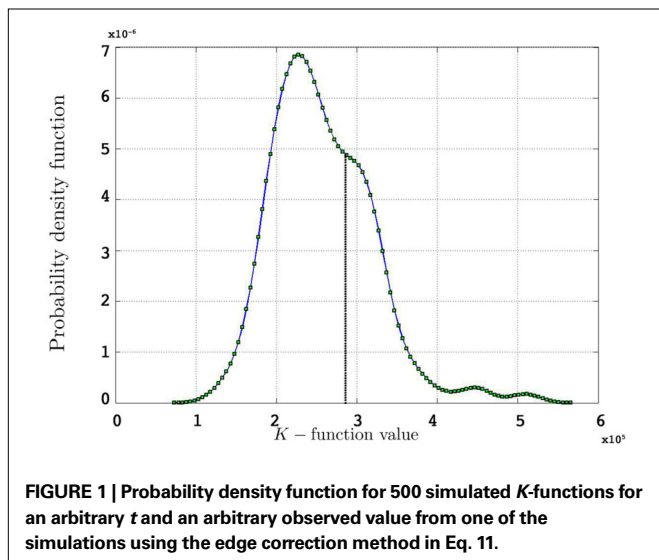 x10⁻⁶
7
6
5
4
3
2
1
0
Probability density function
0 1 2 3 4 5 6
K − function value
x10⁵
FIGURE 1 | Probability density function for 500 simulated K-functions for
an arbitrary t and an arbitrary observed value from one of the
simulations using the edge correction method in Eq. 11.